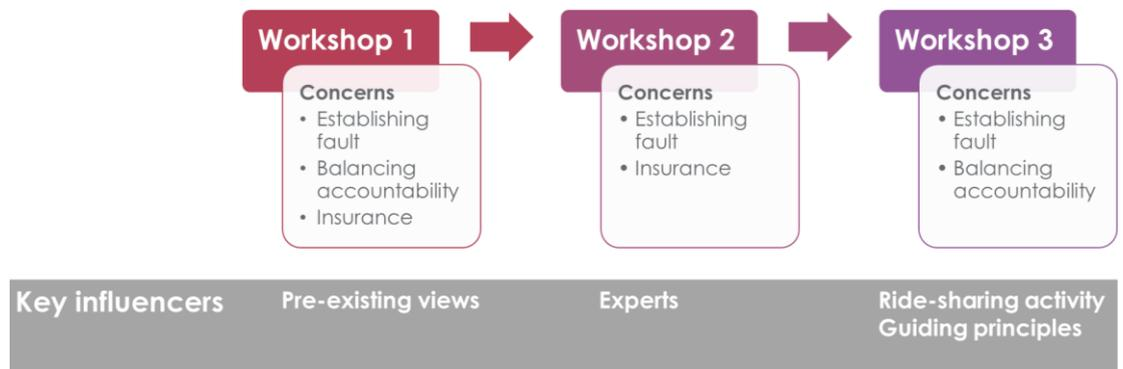 Workshop 1
Concerns
• Establishing
fault
• Balancing
accountability
• Insurance
Workshop 2
Concerns
• Establishing
fault
• Insurance
Workshop 3
Concerns
• Establishing
fault
• Balancing
accountability
Key influencers
Pre-existing views
Experts
Ride-sharing activity
Guiding principles